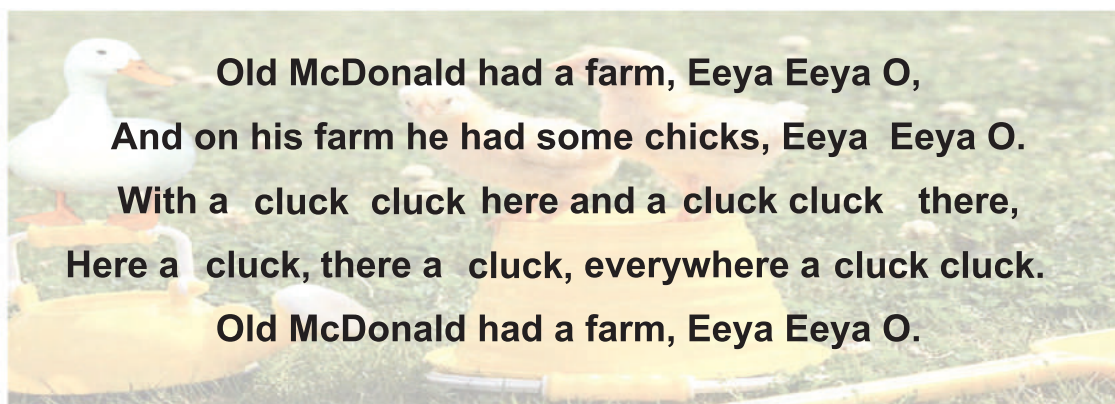 Old McDonald had a farm, Eeya Eeya O,
And on his farm he had some chicks, Eeya Eeya O.
With a cluck cluck here and a cluck cluck there,
Here a cluck, there a cluck, everywhere a cluck cluck.
Old McDonald had a farm, Eeya Eeya O.